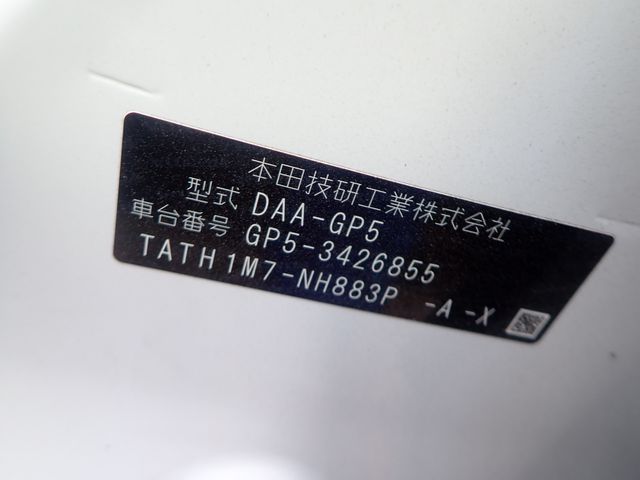 本田技研工業株式会社
型式 DAA-GP5
車台番号 GP5-3426855
TATH1M7-NH883P -A -X